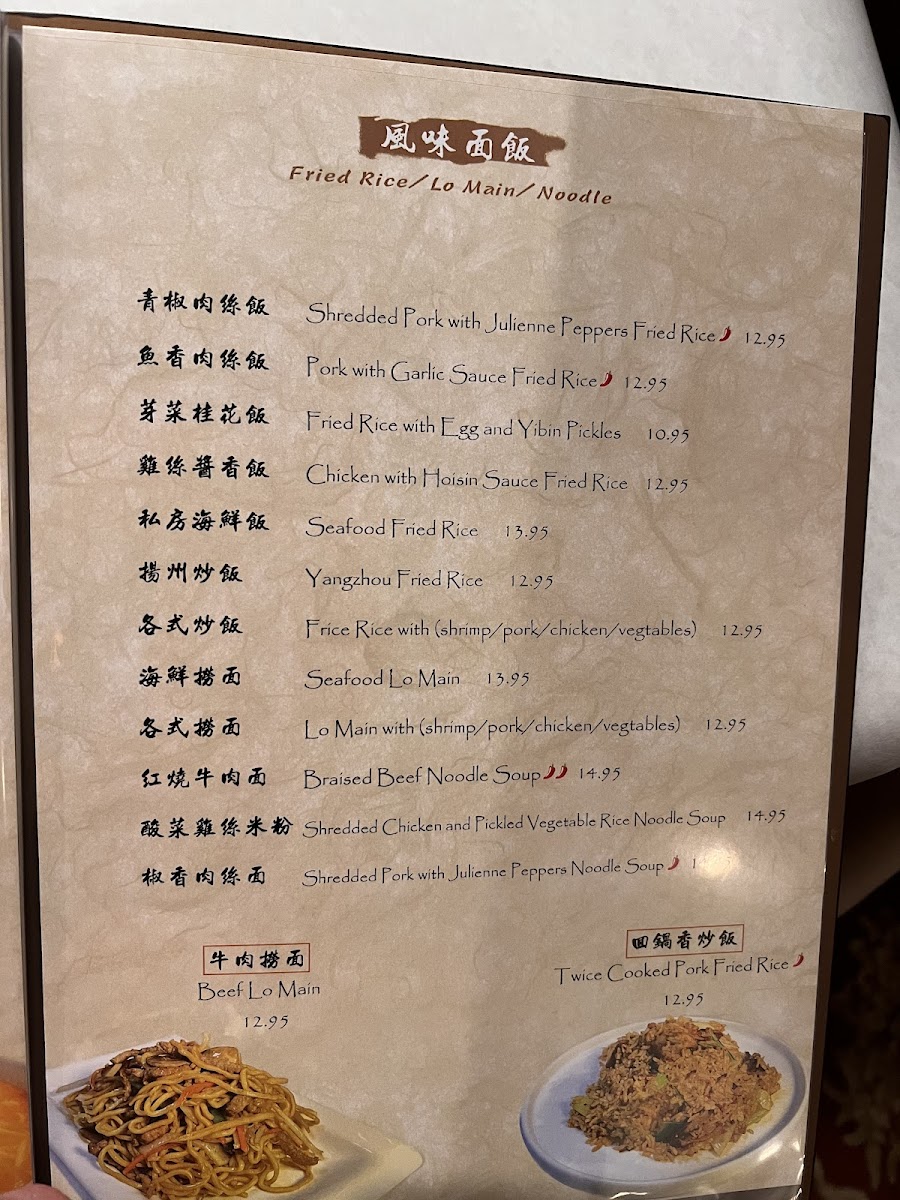 風味面飯
Fried Rice/Lo Main/Noodle
青椒肉絲飯 Shredded Pork with Julienne Peppers Fried Rice 12.95
魚香肉絲飯 Pork with Garlic Sauce Fried Rice 12.95
芽菜桂花飯 Fried Rice with Egg and Yibin Pickles 10.95
雞絲醬香飯 Chicken with Hoisin Sauce Fried Rice 12.95
私房海鮮飯 Seafood Fried Rice 13.95
揚州炒飯 Yangzhou Fried Rice 12.95
各式炒飯 Frice Rice with (shrimp/pork/chicken/vegtables) 12.95
海鮮撈面 Seafood Lo Main 13.95
各式撈面 Lo Main with (shrimp/pork/chicken/vegtables) 12.95
红燒牛肉面 Braised Beef Noodle Soup 14.95
酸菜雞絲米粉 Shredded Chicken and Pickled Vegetable Rice Noodle Soup 14.95
椒香肉絲面 Shredded Pork with Julienne Peppers Noodle Soup
牛肉撈面
Beef Lo Main
12.95
回鍋香炒飯
Twice Cooked Pork Fried Rice
12.95